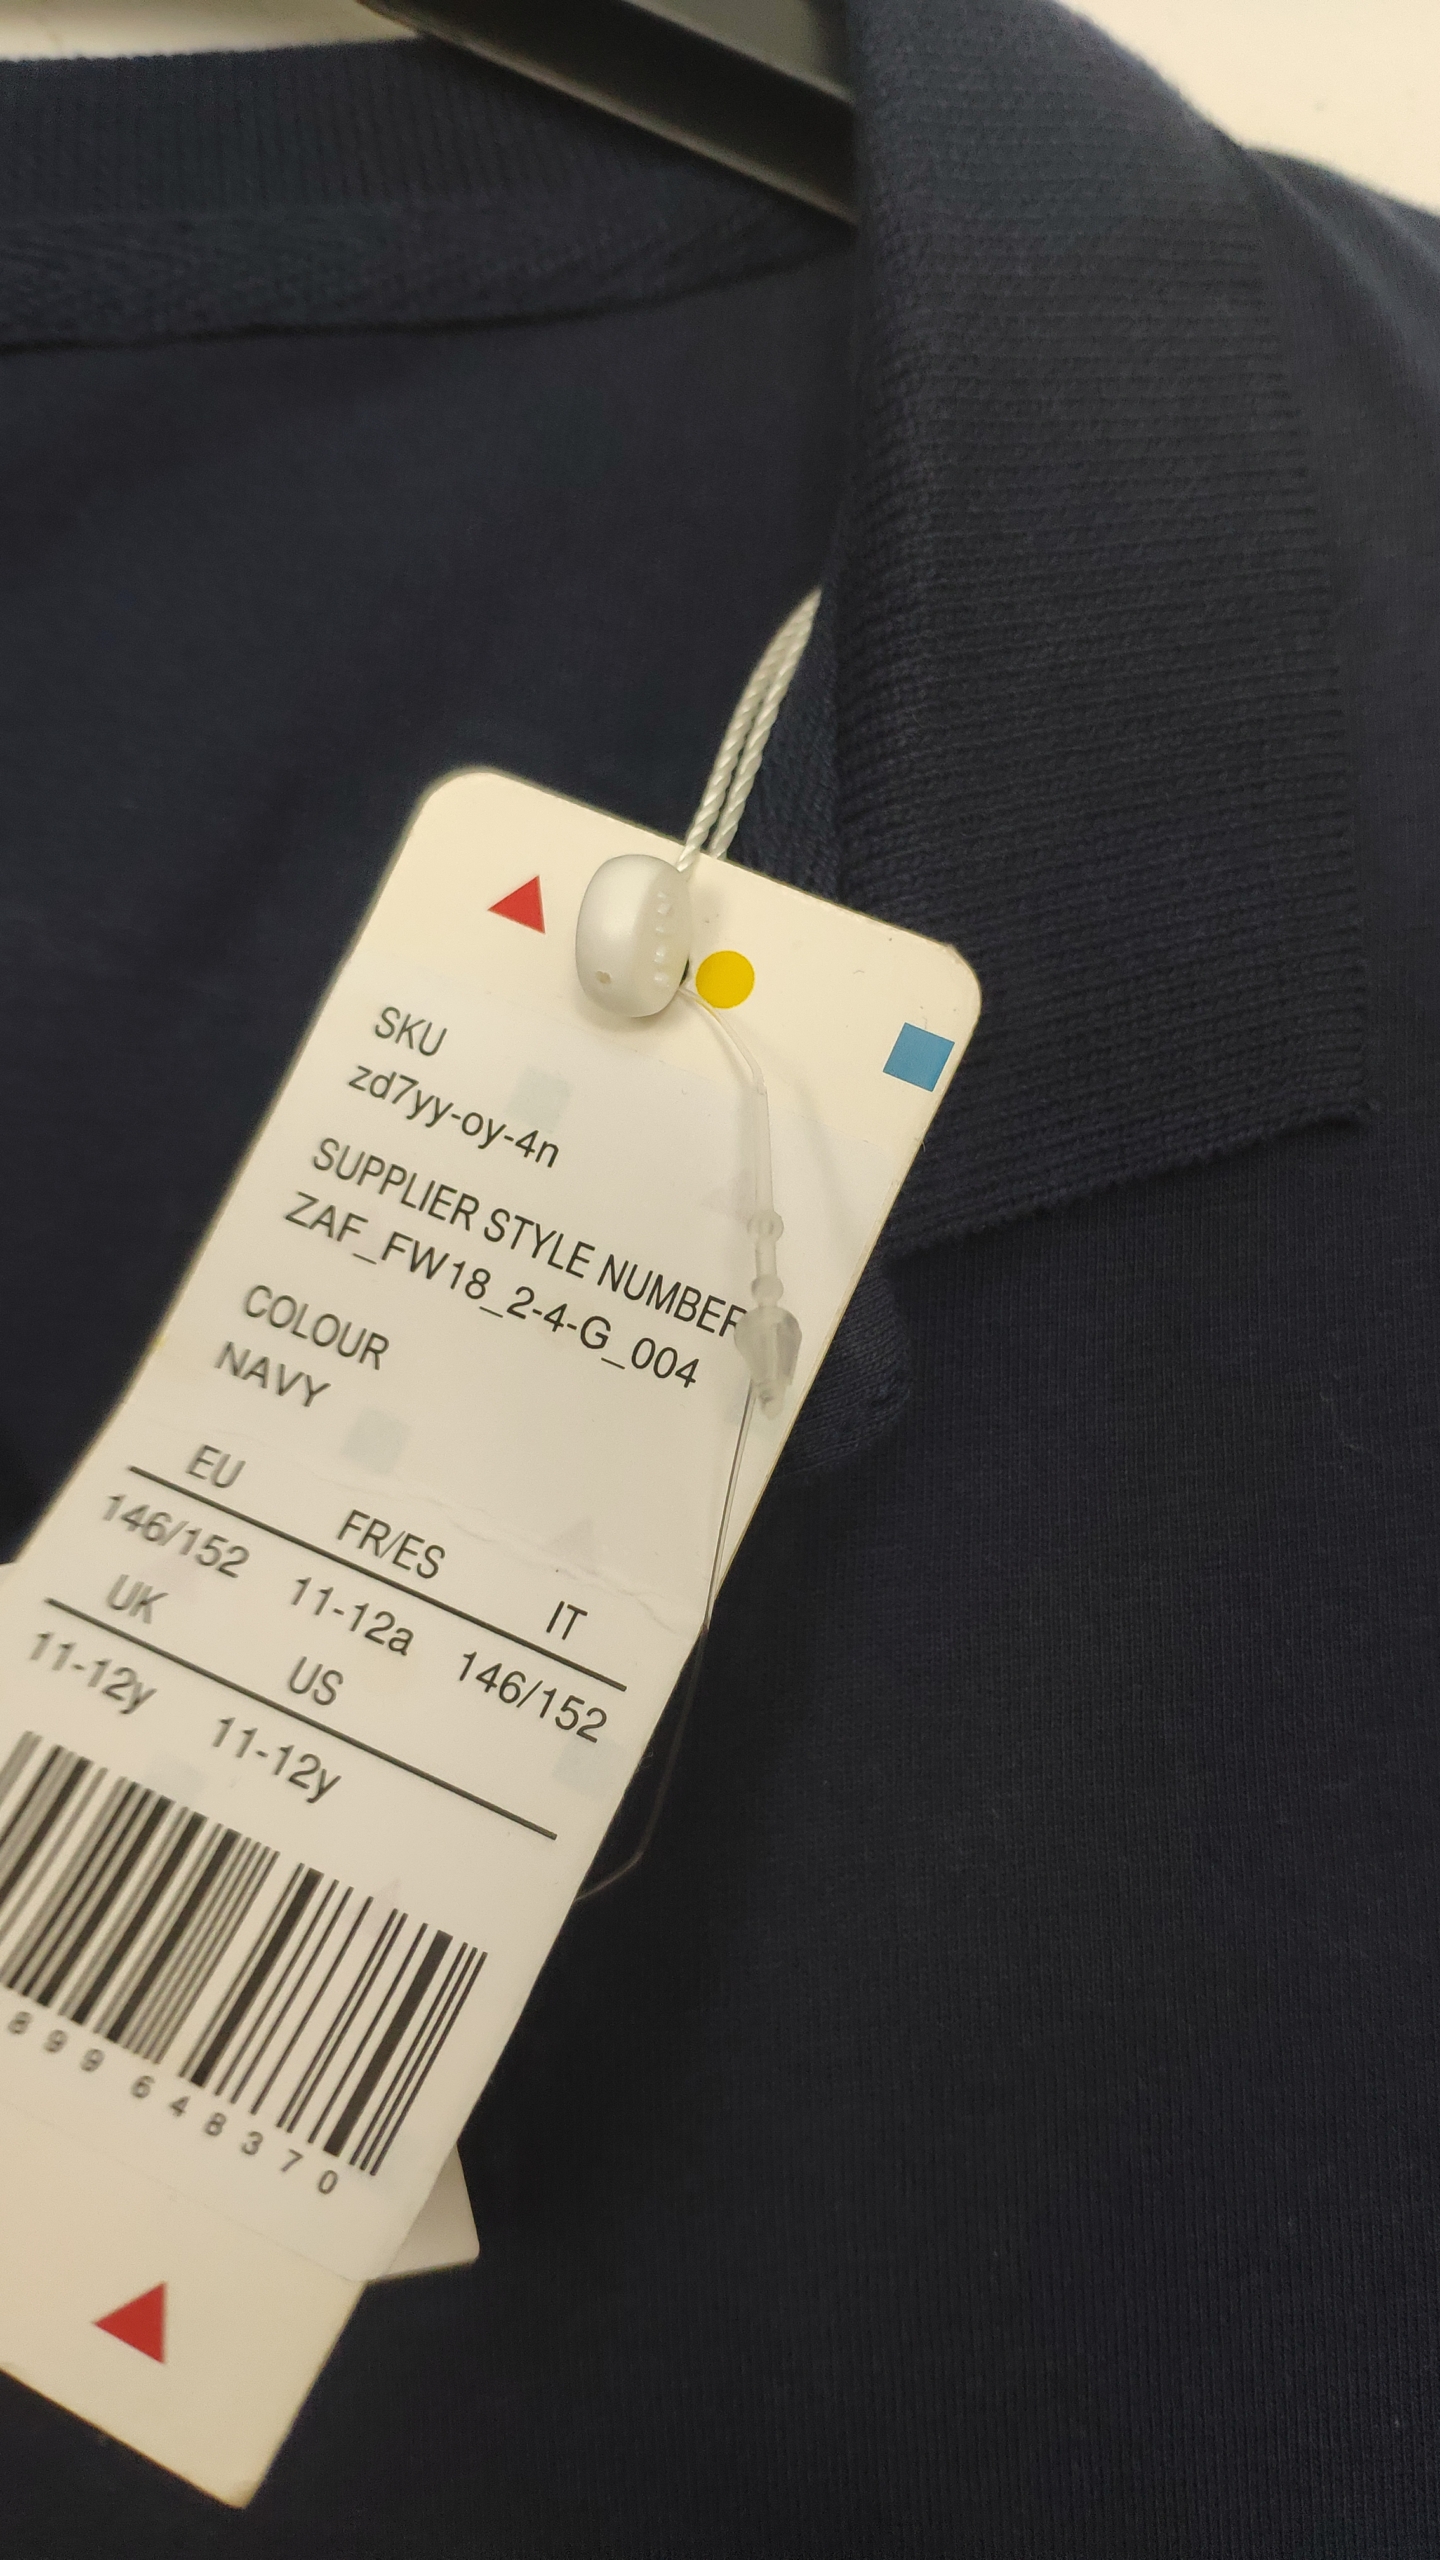 SKU
zd7yy-oy-4n
SUPPLIER STYLE NUMBER
ZAF_FW18_2-4-G_004
COLOUR
NAVY
EU FR/ES IT
146/152 11-12a 146/152
UK US
11-12y 11-12y
899648370